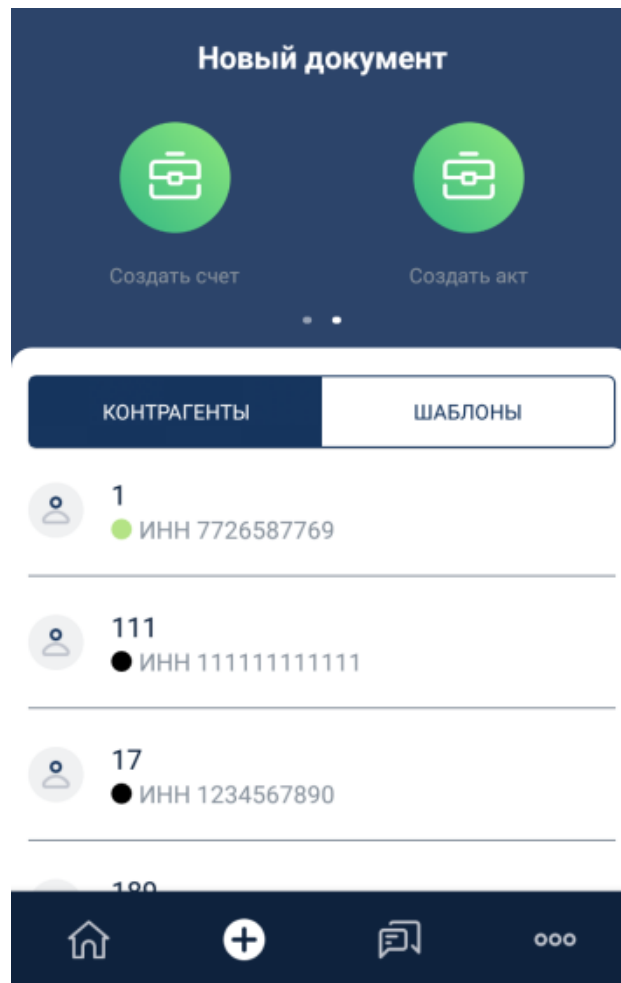 Новый документ
Создать счет
Создать акт
КОНТРАГЕНТЫ
ШАБЛОНЫ
1
ИНН 7726587769
111
ИНН 111111111111
17
ИНН 1234567890